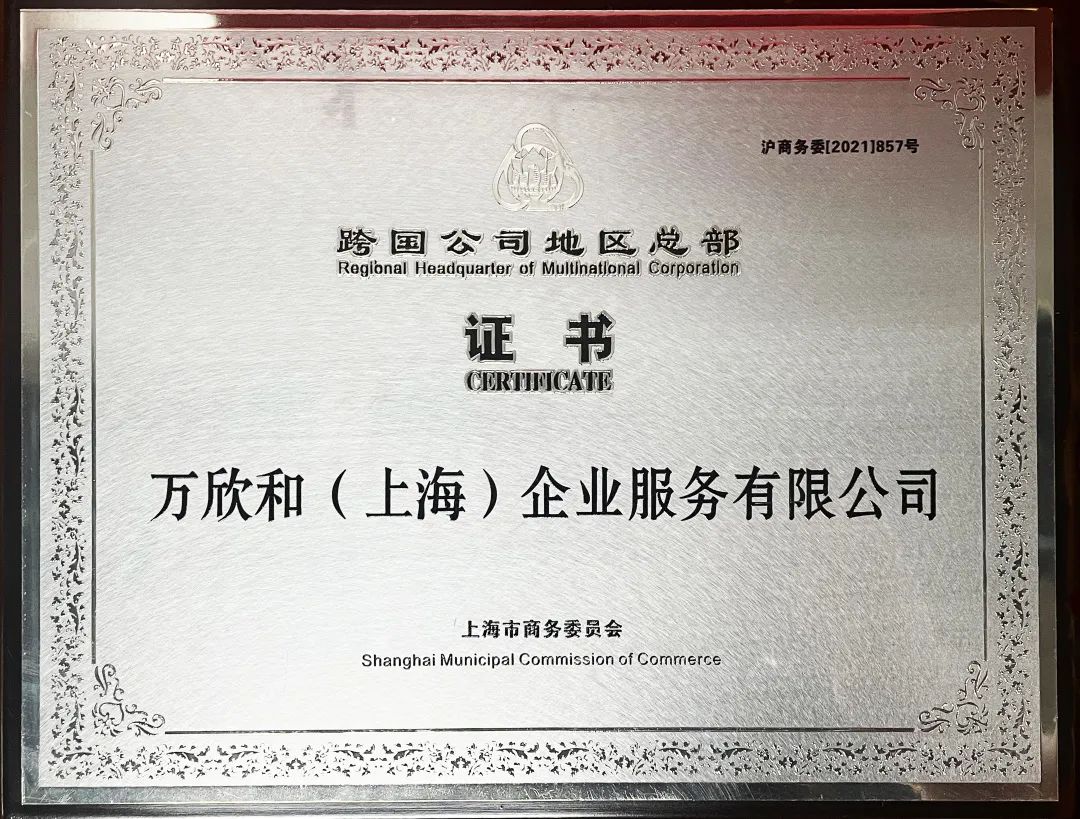 沪商务委[2021]857号
跨国公司地区总部
Regional Headquarter of Multinational Corporation
证 书
CERTIFICATE
万欣和（上海）企业服务有限公司
上海市商务委员会
Shanghai Municipal Commission of Commerce